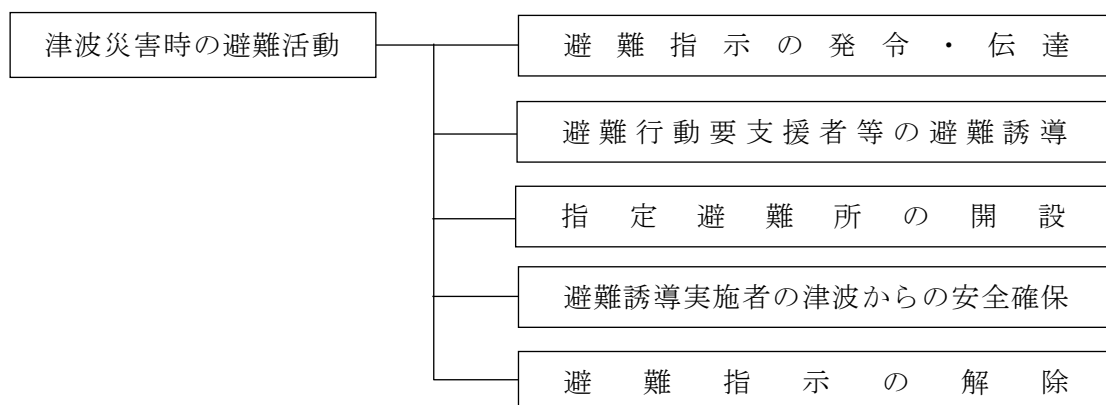 津波災害時の避難活動
避難指示の発令・伝達
避難行動要支援者等の避難誘導
指定避難所の開設
避難誘導実施者の津波からの安全確保
避難指示の解除